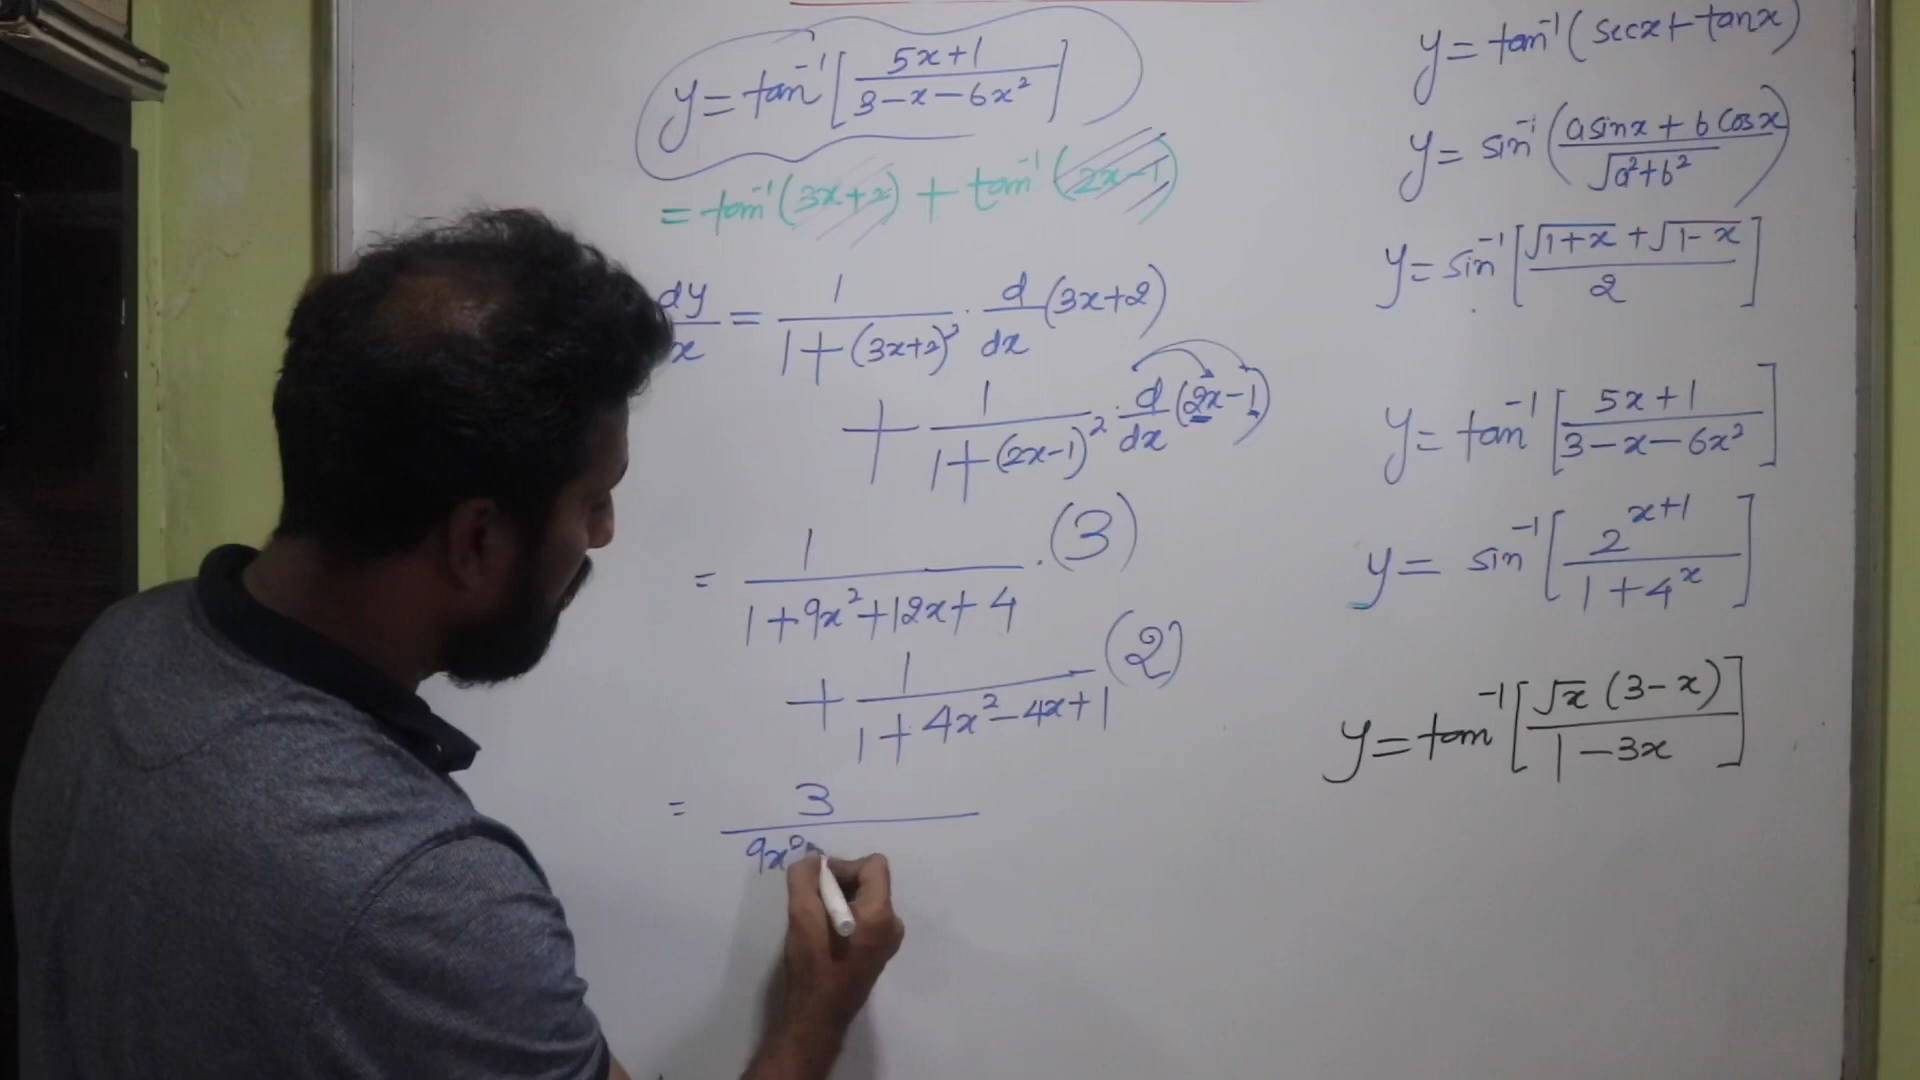 y = tan⁻¹ [ (5x+1) / (3-x-6x²) ]
= tan⁻¹ (3x+2) + tan⁻¹ (2x-1)
dy/x = 1 / (1+(3x+2)²) · d/dx (3x+2)
+ 1 / (1+(2x-1)²) · d/dx (2x-1)
= 1 / (1+9x²+12x+4) · (3)
+ 1 / (1+4x²-4x+1) (2)
= 3 / 9x²
y = tan⁻¹ (secx + tanx)
y = sin⁻¹ ( (asinx + b cosx) / √(a²+b²) )
y = sin⁻¹ [ (√(1+x) + √(1-x)) / 2 ]
y = tan⁻¹ [ (5x+1) / (3-x-6x²) ]
y = sin⁻¹ [ 2^(x+1) / (1+4^x) ]
y = tan⁻¹ [ √x (3-x) / (1-3x) ]